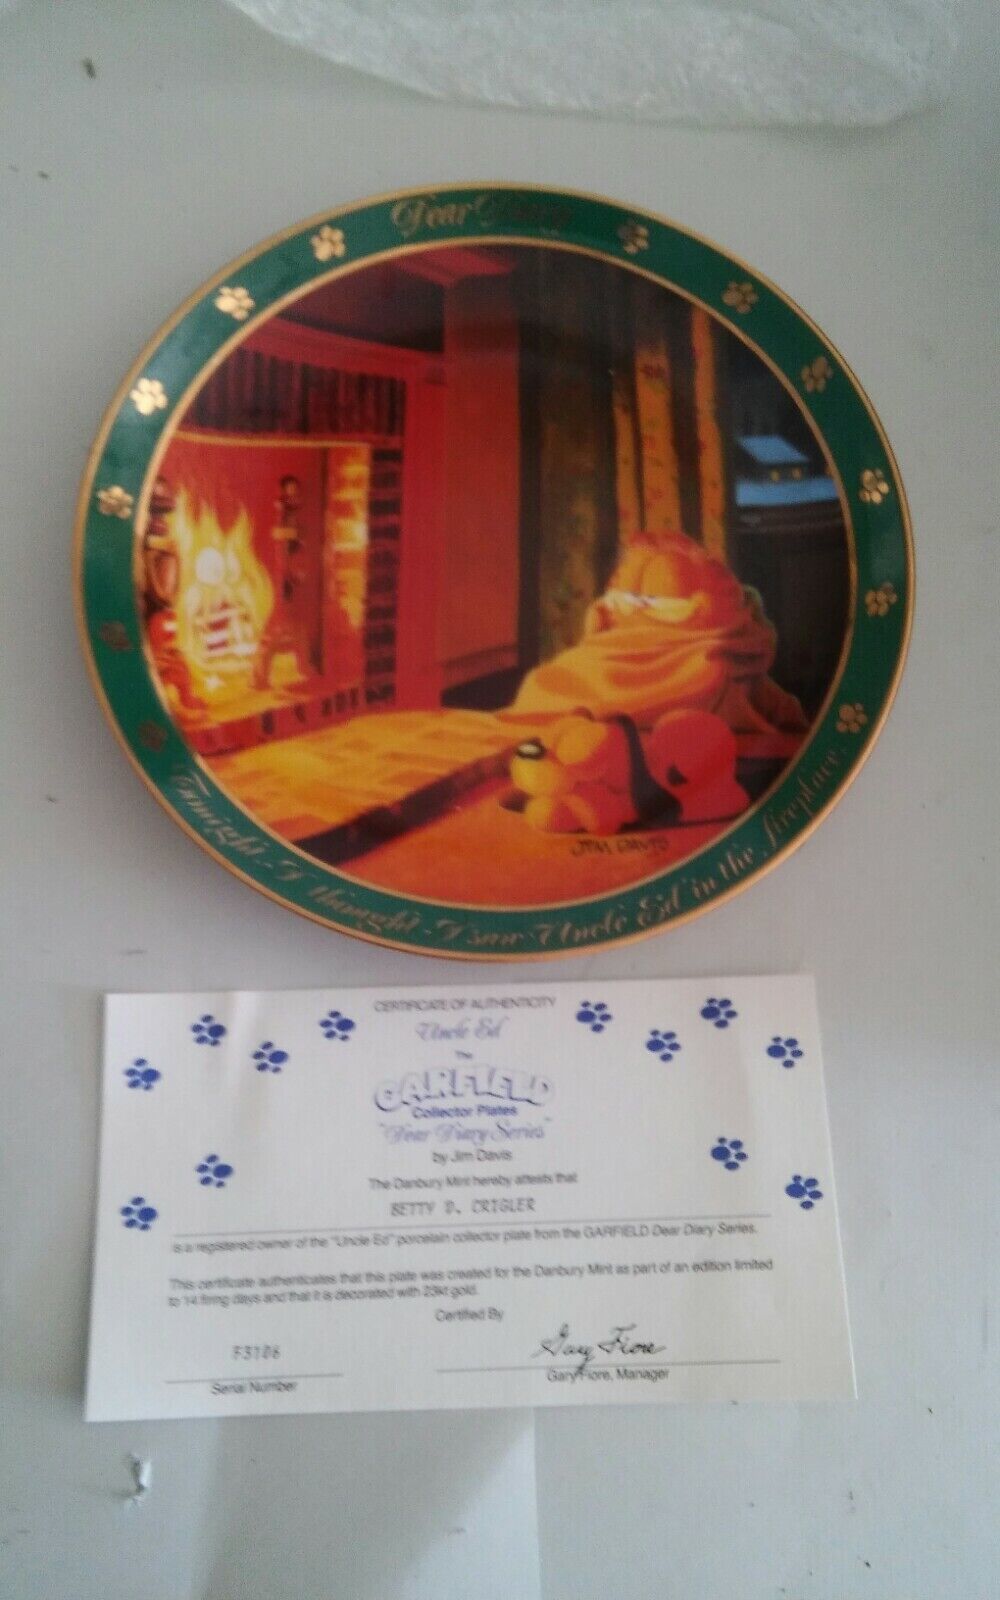 Dear Diary
Tonight I thought I saw Uncle Ed in the fireplace.
JIM DAVIS
CERTIFICATE OF AUTHENTICITY
Uncle Ed
The
GARFIELD
Collector Plates
"Dear Diary Series"™
by Jim Davis
The Danbury Mint hereby attests that
BETTY D. CRIGLER
is a registered owner of the "Uncle Ed" porcelain collector plate from the GARFIELD Dear Diary Series.
This certificate authenticates that this plate was created for the Danbury Mint as part of an edition limited
to 14 firing days and that it is decorated with 23kt gold.
Certified By
F3106
Gary Fiore
Serial Number
Gary Fiore, Manager